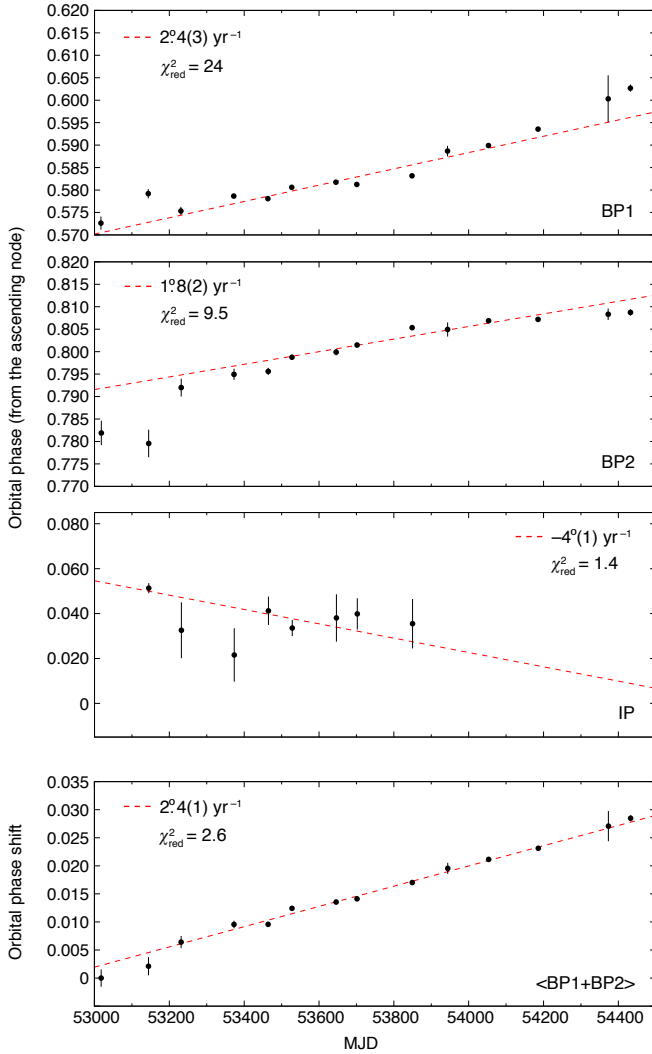 0.620
0.615
0.610
0.605
0.600
0.595
0.590
0.585
0.580
0.575
0.570
2.°4(3) yr⁻¹
χ²red = 24
BP1
0.820
0.815
0.810
0.805
0.800
0.795
0.790
0.785
0.780
0.775
0.770
1.°8(2) yr⁻¹
χ²red = 9.5
BP2
Orbital phase (from the ascending node)
0.080
0.060
0.040
0.020
0
−4°(1) yr⁻¹
χ²red = 1.4
IP
0.035
0.030
0.025
0.020
0.015
0.010
0.005
0
Orbital phase shift
2.°4(1) yr⁻¹
χ²red = 2.6
<BP1+BP2>
53000 53200 53400 53600 53800 54000 54200 54400
MJD